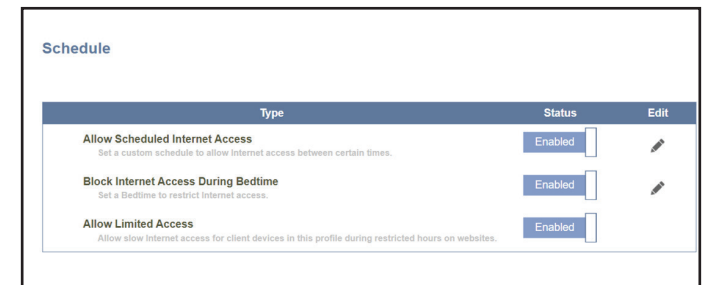 Schedule
Type Status Edit
Allow Scheduled Internet Access Enabled
Set a custom schedule to allow internet access between certain times.
Block Internet Access During Bedtime Enabled
Set a Bedtime to restrict Internet access.
Allow Limited Access Enabled
Allow slow internet access for client devices in this profile during restricted hours on websites.